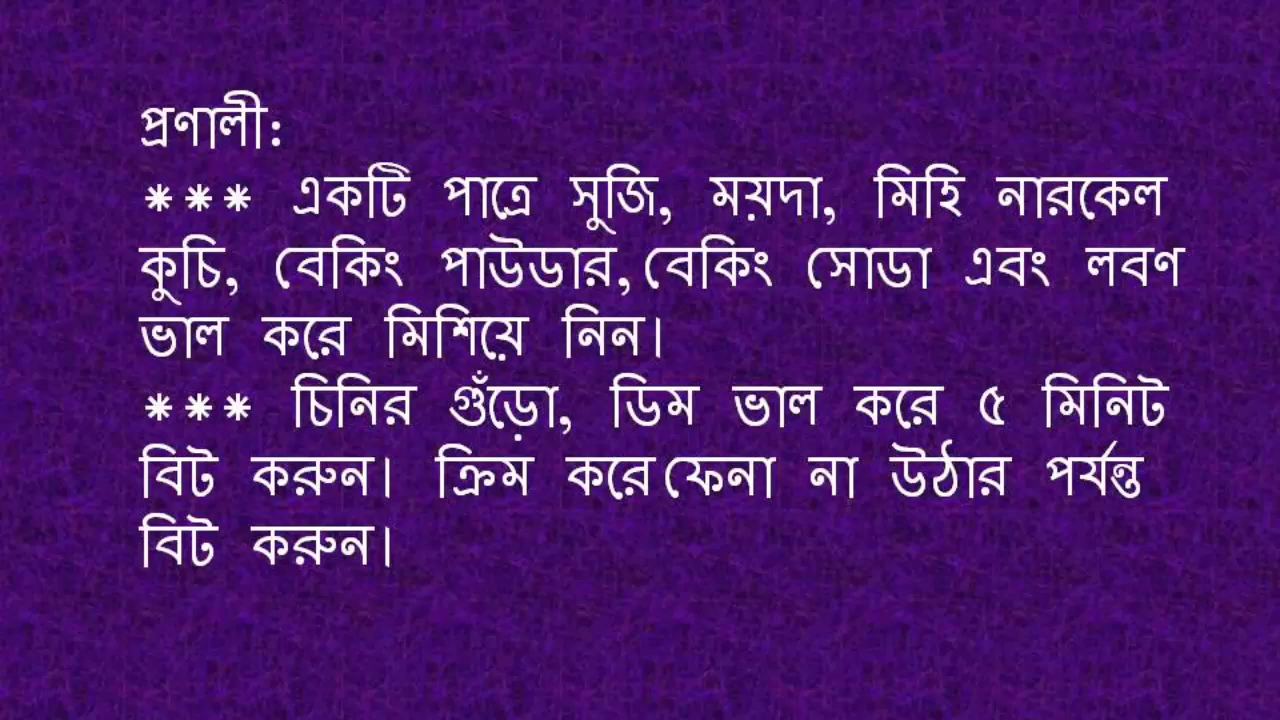 প্রণালী:
*** একটি পাত্রে সুজি, ময়দা, মিহি নারকেল
কুচি, বেকিং পাউডার,বেকিং সোডা এবং লবণ
ভাল করে মিশিয়ে নিন।
*** চিনির গুঁড়ো, ডিম ভাল করে ৫ মিনিট
বিট করুন। ক্রিম করে ফেনা না উঠার পর্যন্ত
বিট করুন।